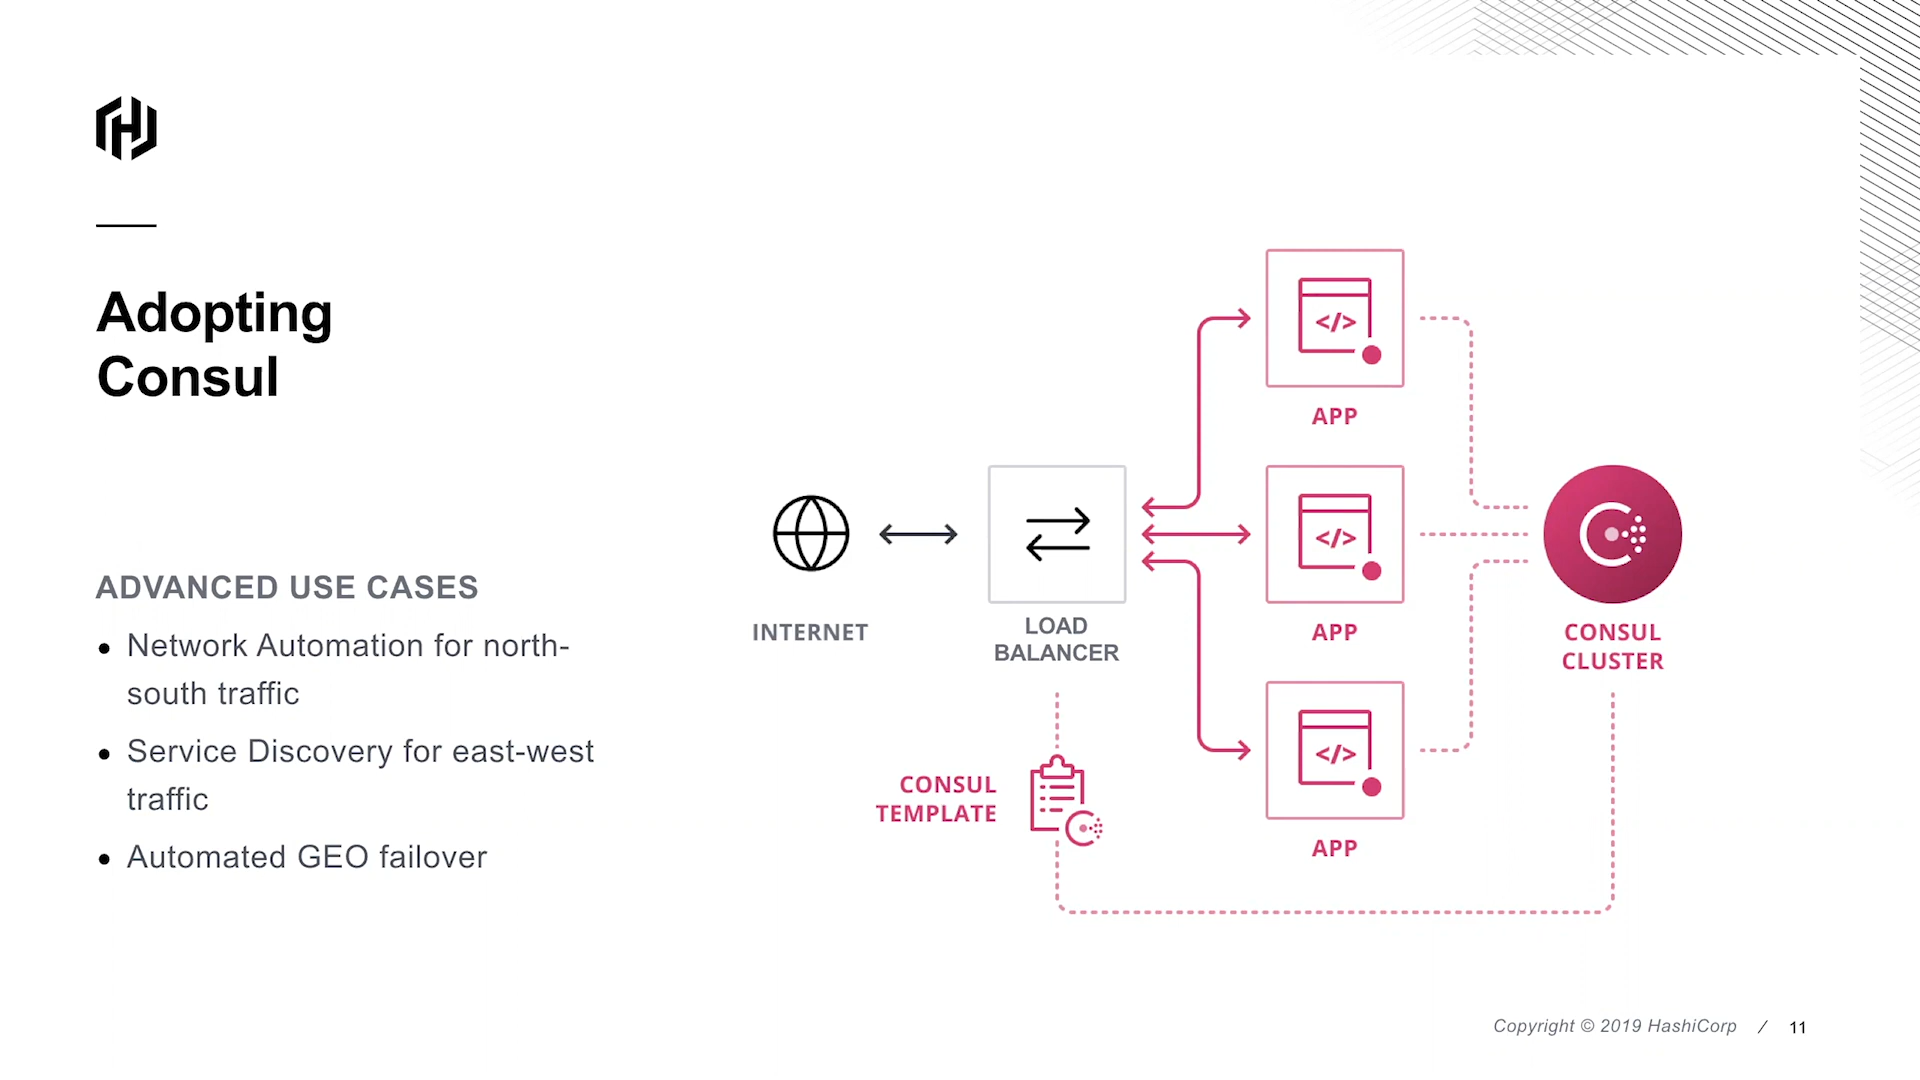 Adopting
Consul
ADVANCED USE CASES
• Network Automation for north-
south traffic
• Service Discovery for east-west
traffic
• Automated GEO failover
INTERNET
LOAD
BALANCER
CONSUL
TEMPLATE
</>
APP
</>
APP
</>
APP
CONSUL
CLUSTER
Copyright © 2019 HashiCorp / 11